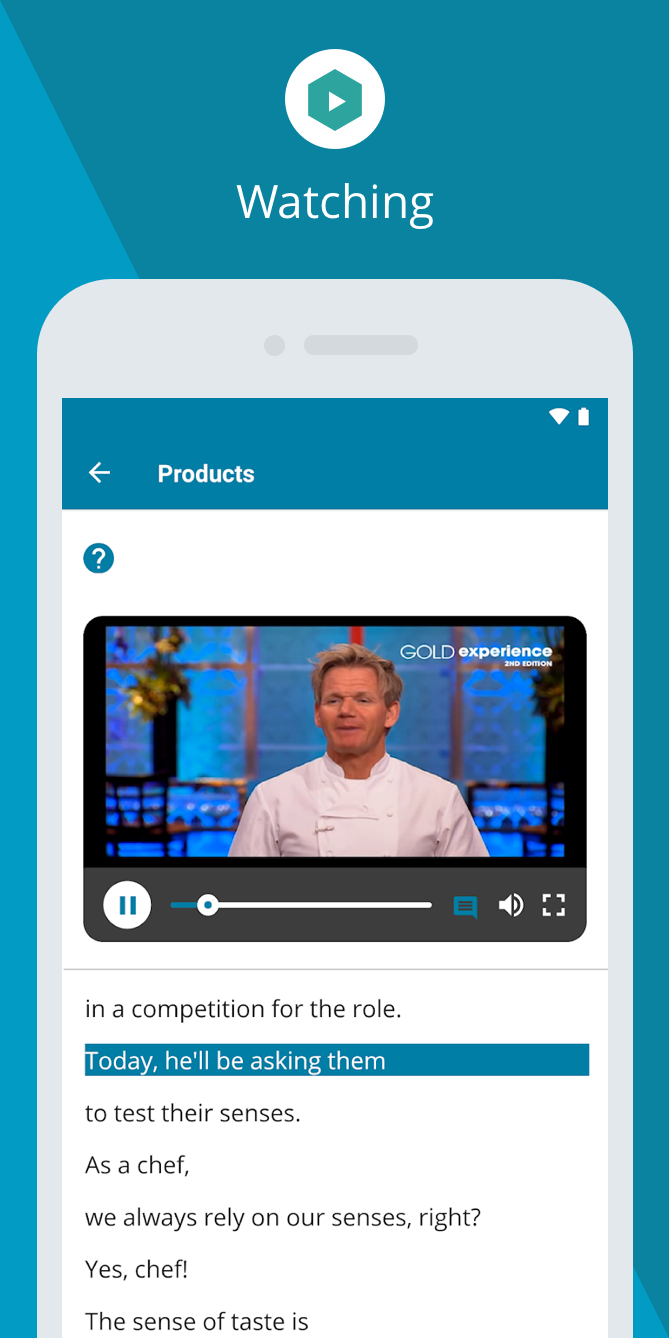 Watching
Products
?
GOLD experience
2ND EDITION
in a competition for the role.
Today, he'll be asking them
to test their senses.
As a chef,
we always rely on our senses, right?
Yes, chef!
The sense of taste is